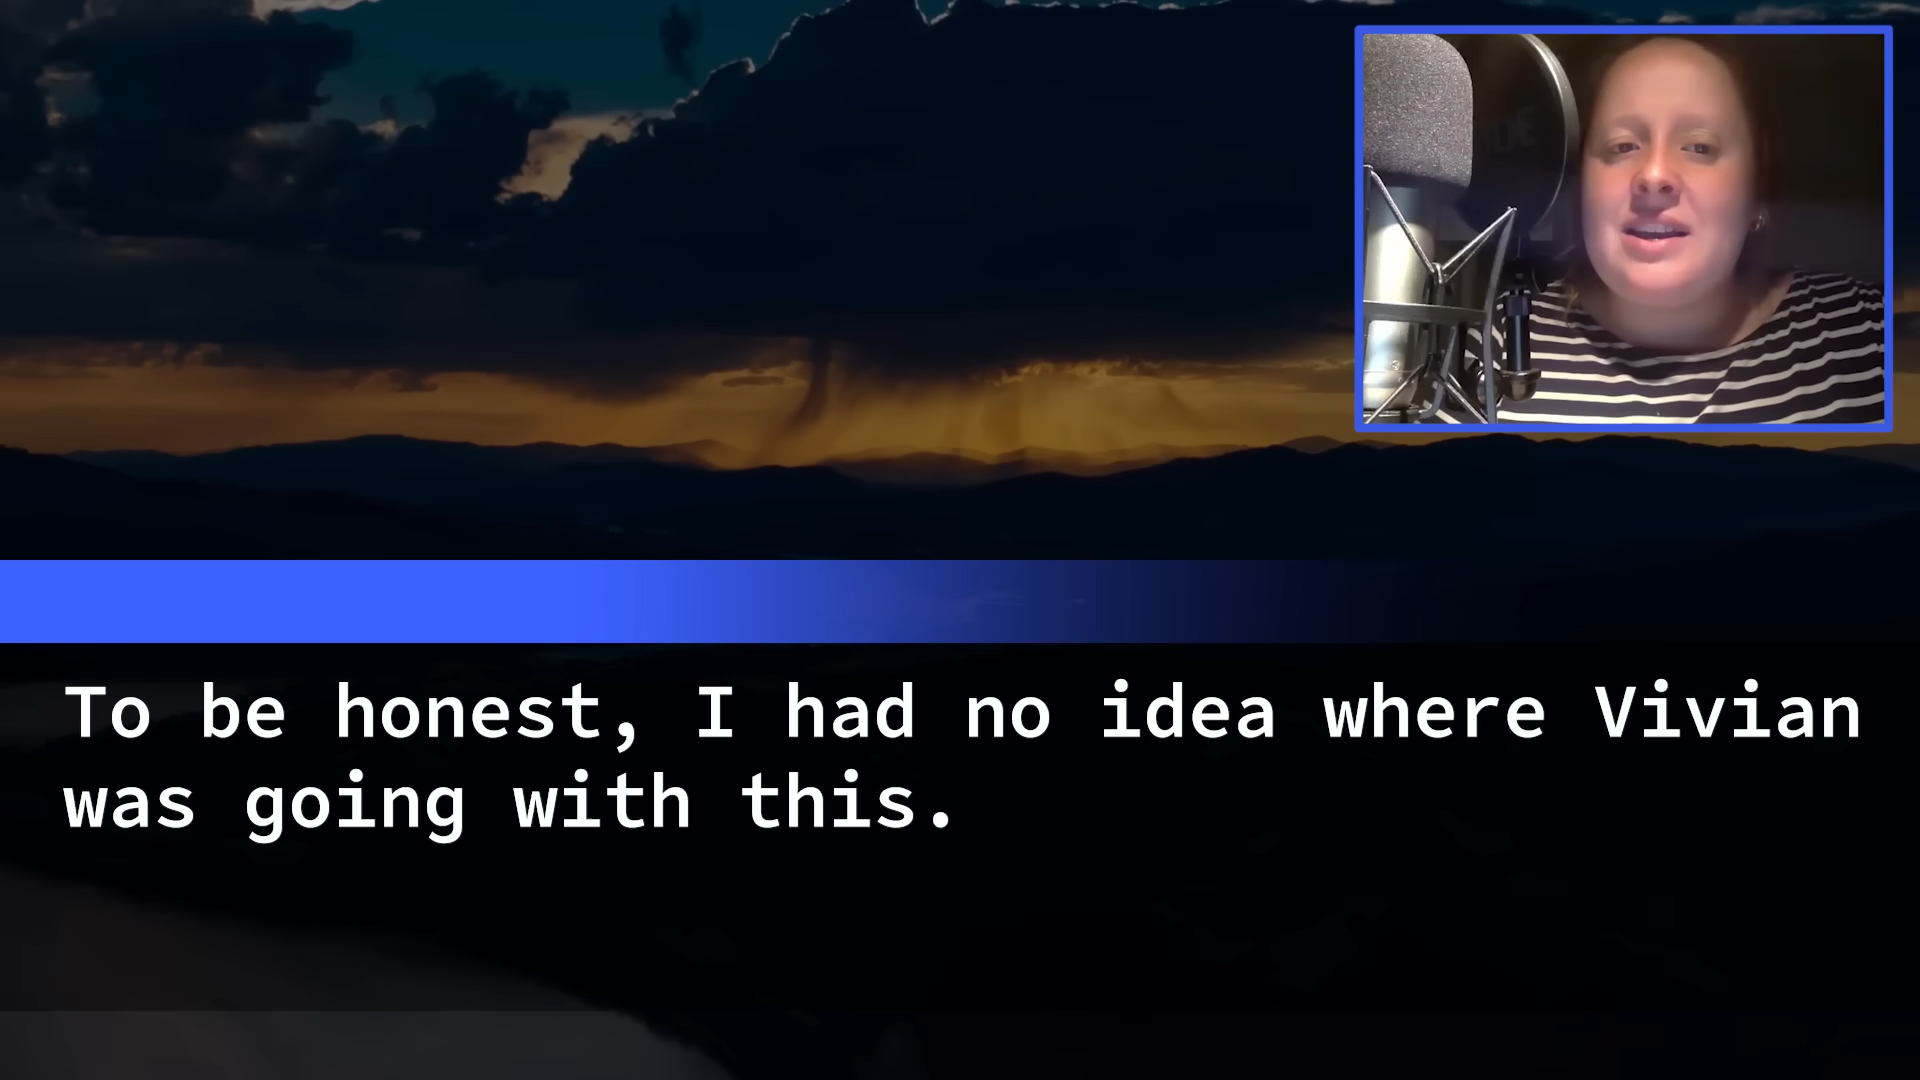 To be honest, I had no idea where Vivian
was going with this.